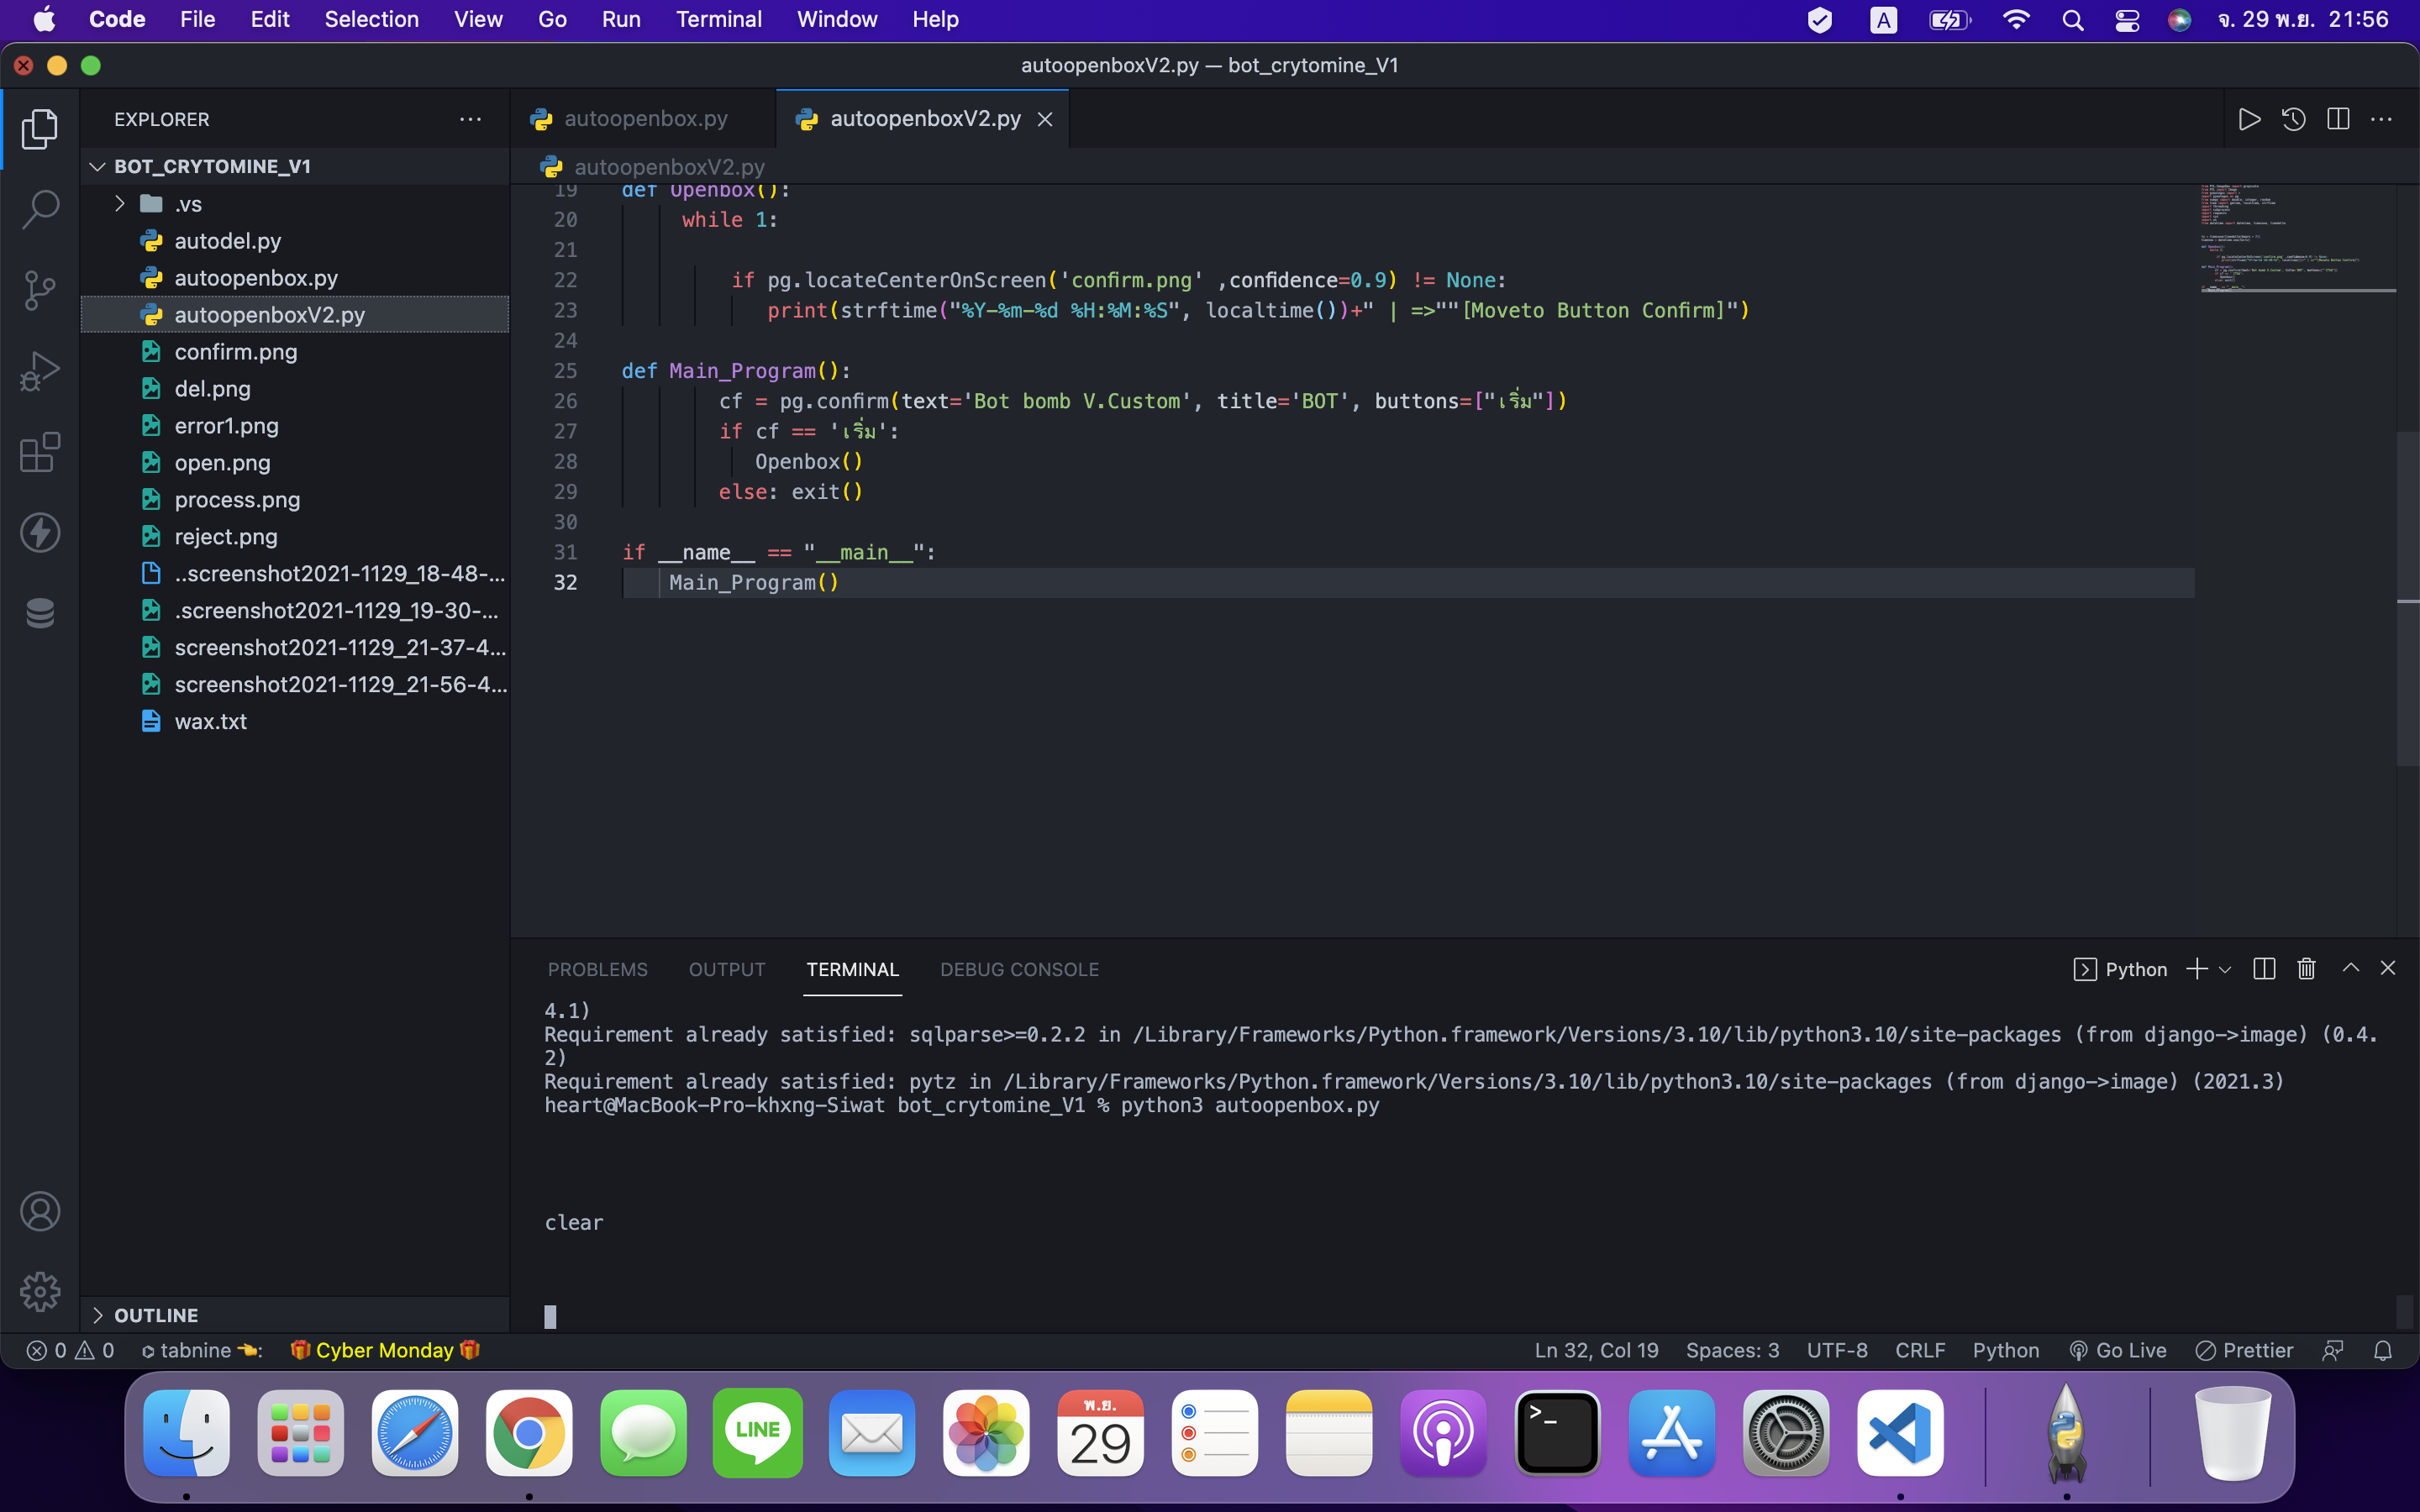 Code File Edit Selection View Go Run Terminal Window Help A จ. 29 พ.ย. 21:56
autoopenboxV2.py — bot_crytomine_V1
EXPLORER
autoopenbox.py autoopenboxV2.py
BOT_CRYTOMINE_V1
.vs
autodel.py
autoopenbox.py
autoopenboxV2.py
confirm.png
del.png
error1.png
open.png
process.png
reject.png
..screenshot2021-1129_18-48-...
.screenshot2021-1129_19-30-...
screenshot2021-1129_21-37-4...
screenshot2021-1129_21-56-4...
wax.txt
OUTLINE
autoopenboxV2.py
19 def Openbox():
20 while 1:
21
22 if pg.locateCenterOnScreen('confirm.png' ,confidence=0.9) != None:
23 print(strftime("%Y-%m-%d %H:%M:%S", localtime())+" | =>""[Moveto Button Confirm]")
24
25 def Main_Program():
26 cf = pg.confirm(text='Bot bomb V.Custom', title='BOT', buttons=["เริ่ม"])
27 if cf == 'เริ่ม':
28 Openbox()
29 else: exit()
30
31 if __name__ == "__main__":
32 Main_Program()
PROBLEMS OUTPUT TERMINAL DEBUG CONSOLE Python
4.1)
Requirement already satisfied: sqlparse>=0.2.2 in /Library/Frameworks/Python.framework/Versions/3.10/lib/python3.10/site-packages (from django->image) (0.4.
2)
Requirement already satisfied: pytz in /Library/Frameworks/Python.framework/Versions/3.10/lib/python3.10/site-packages (from django->image) (2021.3)
heart@MacBook-Pro-khxng-Siwat bot_crytomine_V1 % python3 autoopenbox.py
clear
0 0 tabnine : Cyber Monday Ln 32, Col 19 Spaces: 3 UTF-8 CRLF Python Go Live Prettier
LINE
พ.ย.
29
>_